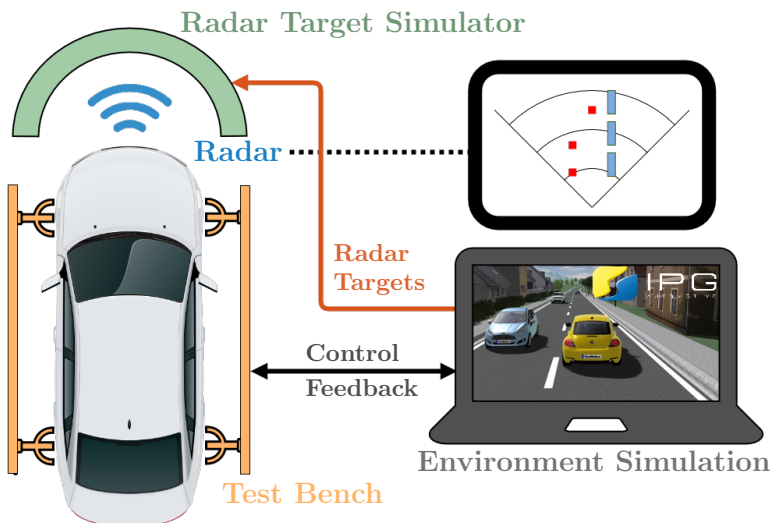 Radar Target Simulator
Radar
Radar
Targets
IPG
Control
Feedback
Environment Simulation
Test Bench